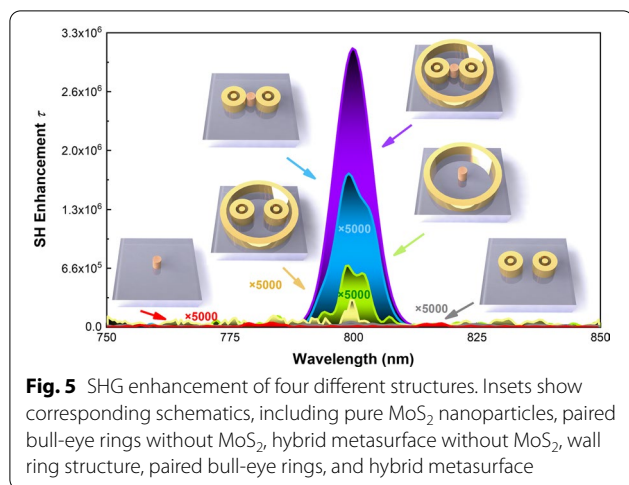 3.3x10⁶
2.6x10⁶
2.0x10⁶
1.3x10⁶
6.6x10⁵
0.0
SH Enhancement τ
×5000
×5000
×5000
×5000
×5000
750
775
800
825
850
Wavelength (nm)
Fig. 5 SHG enhancement of four different structures. Insets show
corresponding schematics, including pure MoS₂ nanoparticles, paired
bull-eye rings without MoS₂, hybrid metasurface without MoS₂, wall
ring structure, paired bull-eye rings, and hybrid metasurface